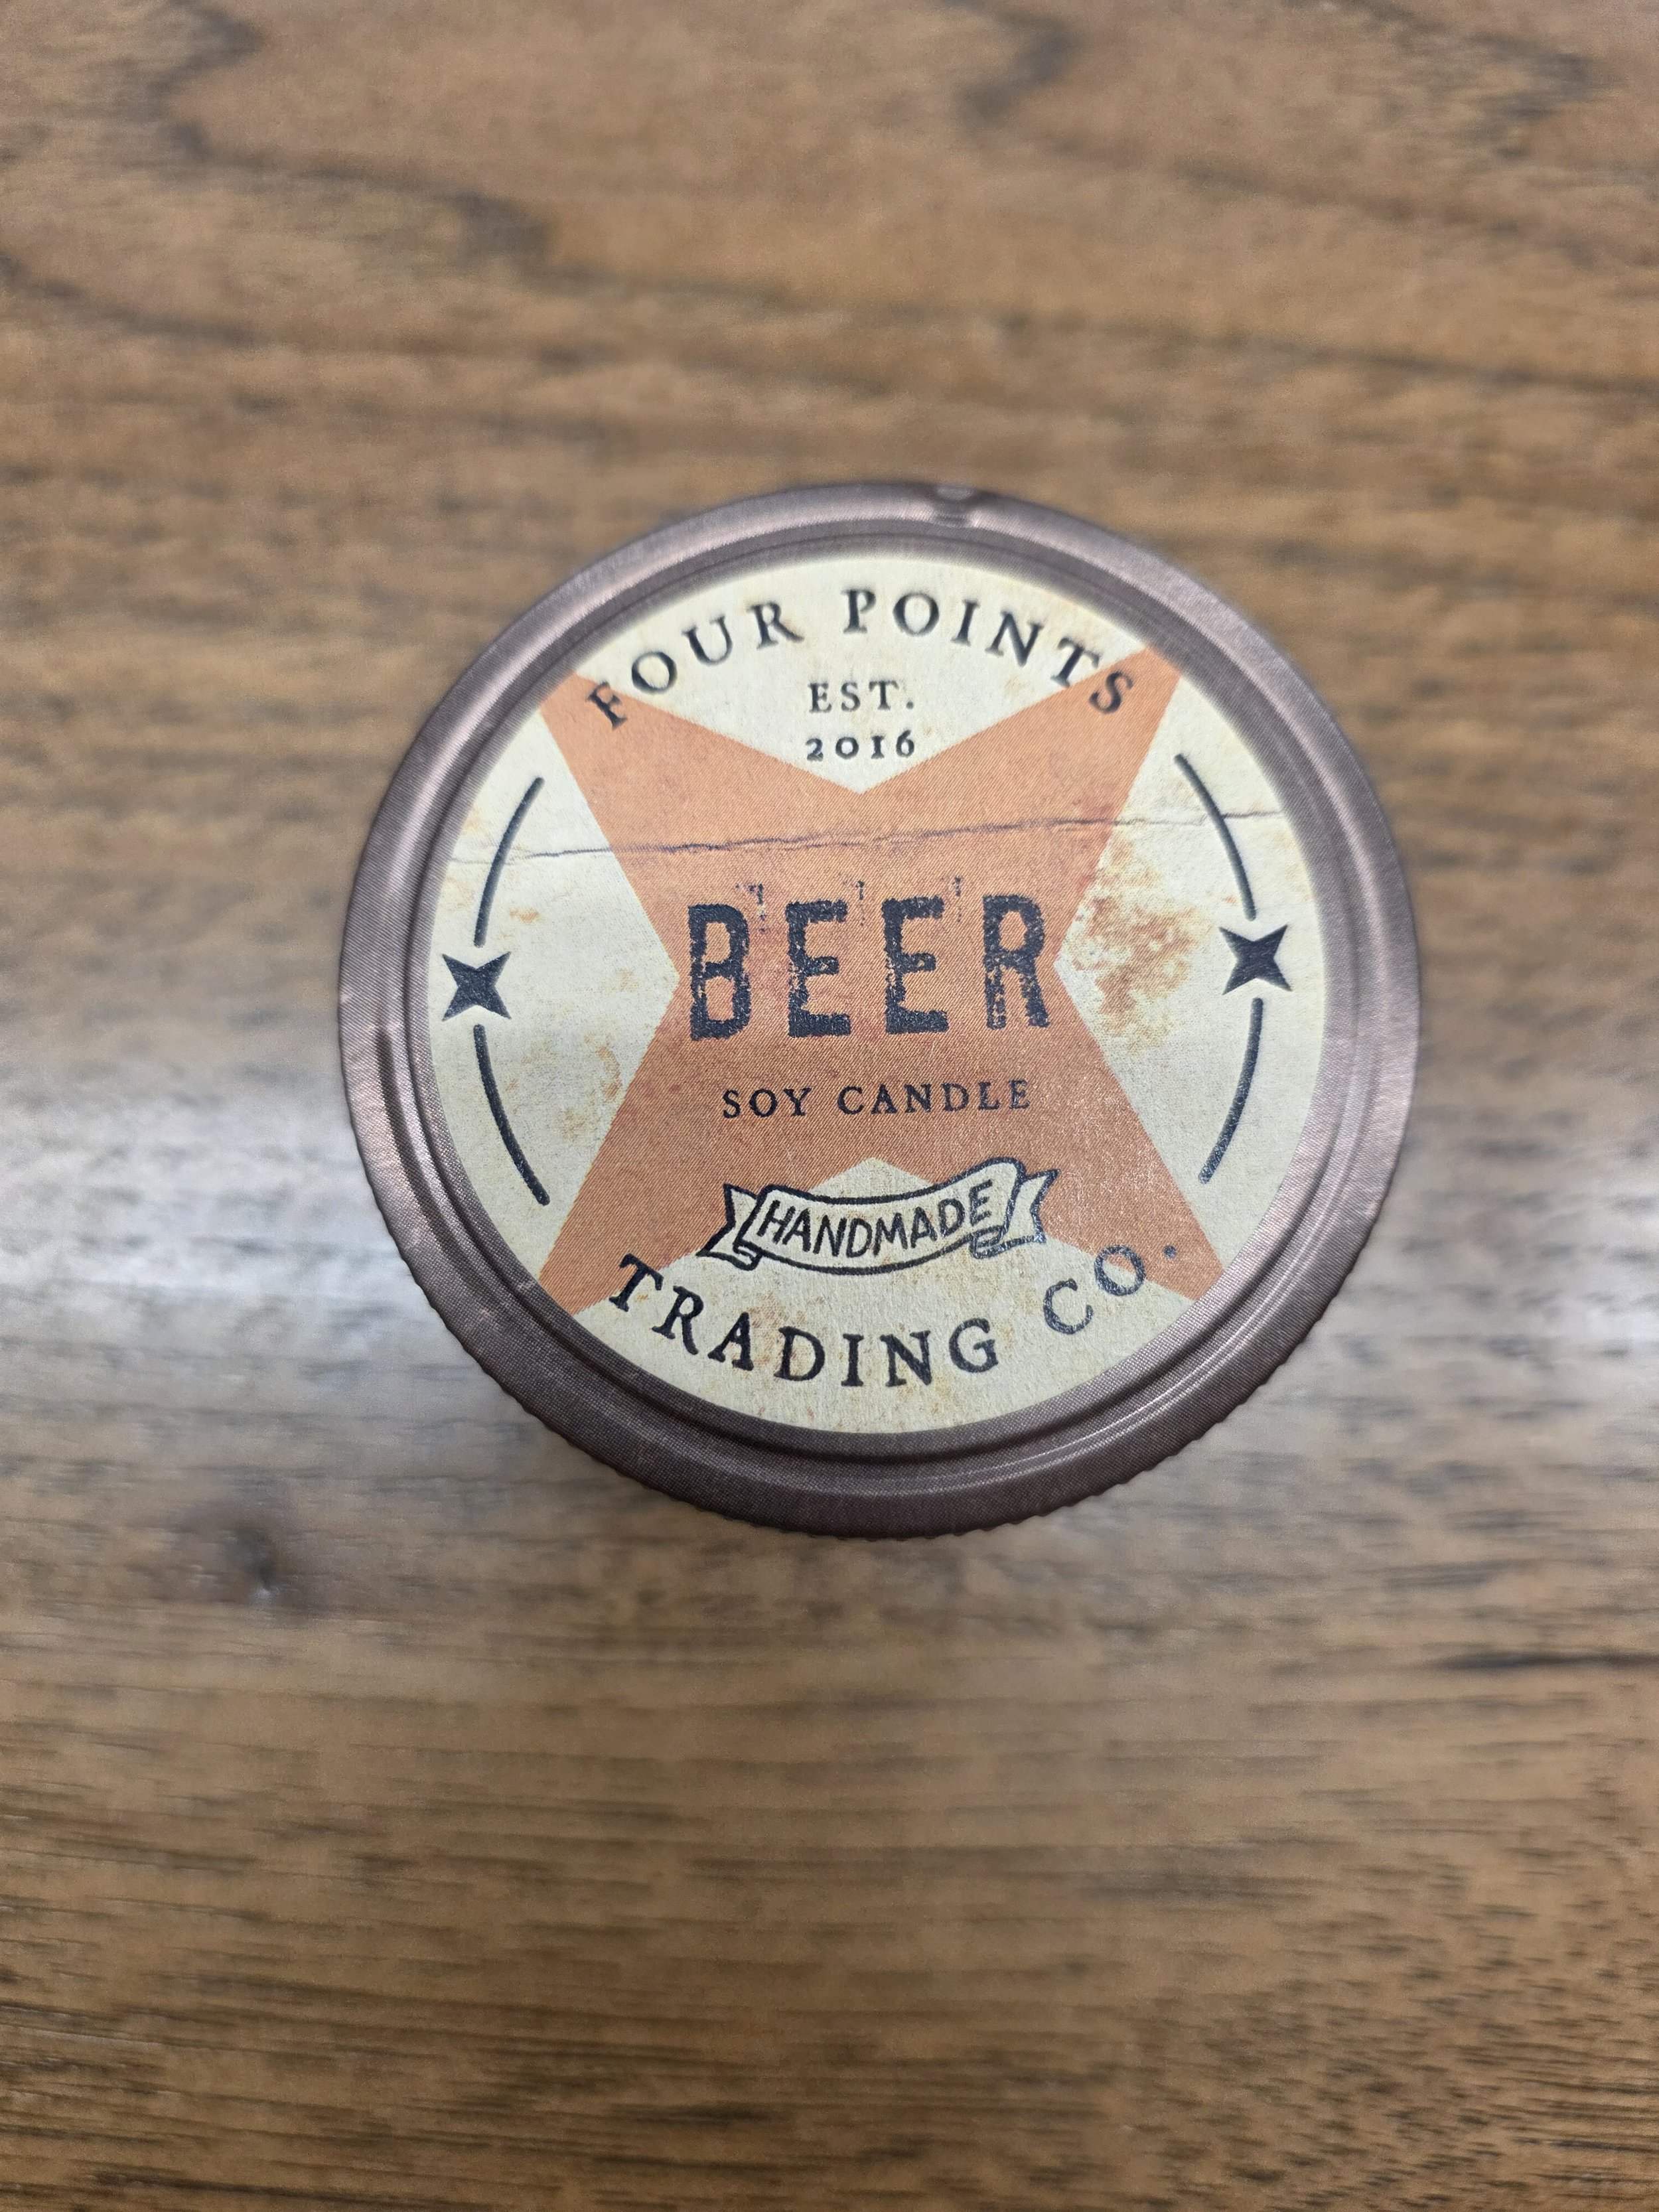 FOUR POINTS
EST.
2016
BEER
SOY CANDLE
HANDMADE
TRADING CO.